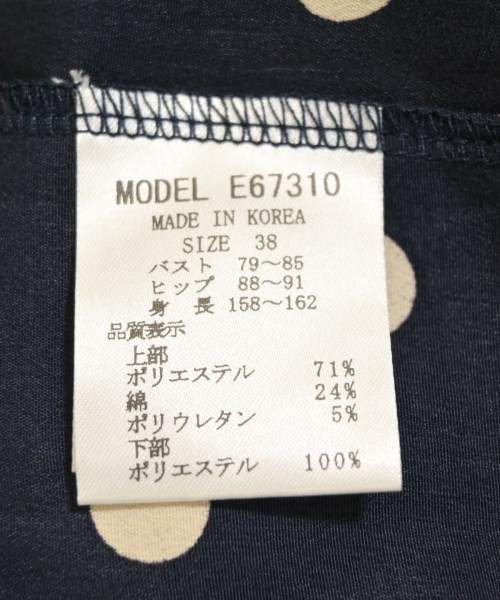 MODEL E67310
MADE IN KOREA
SIZE 38
バスト 79～85
ヒップ 88～91
身長 158～162
品質表示
上部
ポリエステル 71%
綿 24%
ポリウレタン 5%
下部
ポリエステル 100%